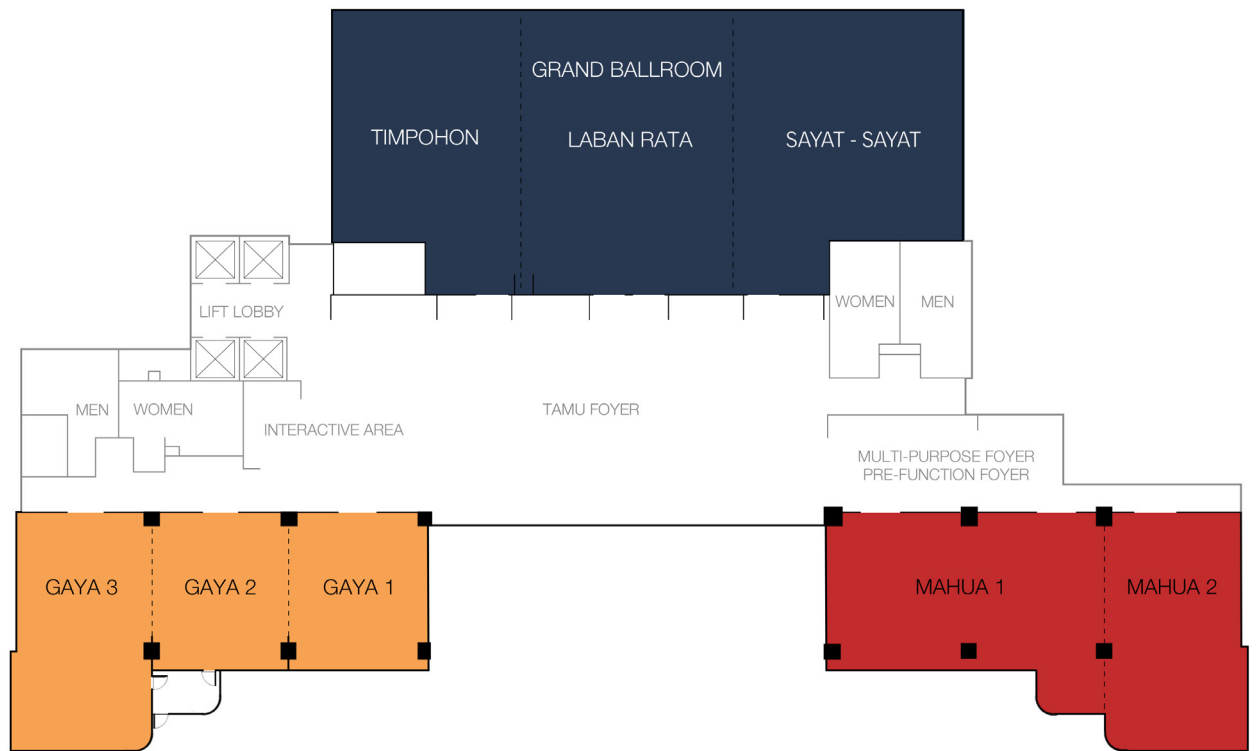 GRAND BALLROOM
TIMPOHON
LABAN RATA
SAYAT - SAYAT
LIFT LOBBY
WOMEN
MEN
MEN
WOMEN
INTERACTIVE AREA
TAMU FOYER
MULTI-PURPOSE FOYER
PRE-FUNCTION FOYER
GAYA 3
GAYA 2
GAYA 1
MAHUA 1
MAHUA 2